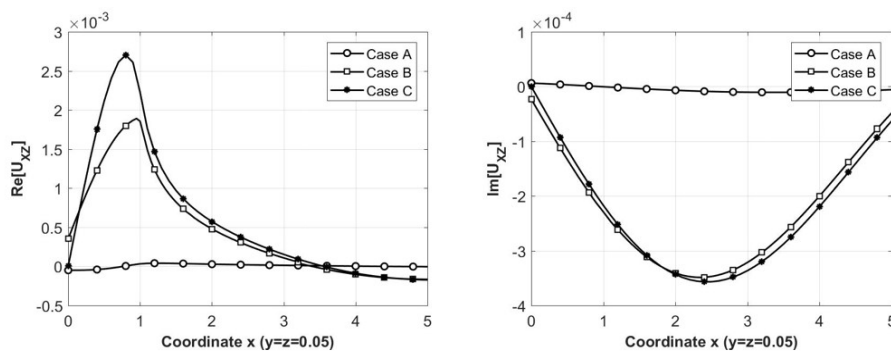 ×10⁻³
3
2.5
2
1.5
1
0.5
0
-0.5
Re[U_XZ]
0 1 2 3 4 5
Coordinate x (y=z=0.05)
Case A
Case B
Case C
×10⁻⁴
1
0
-1
-2
-3
-4
Im[U_XZ]
0 1 2 3 4 5
Coordinate x (y=z=0.05)
Case A
Case B
Case C